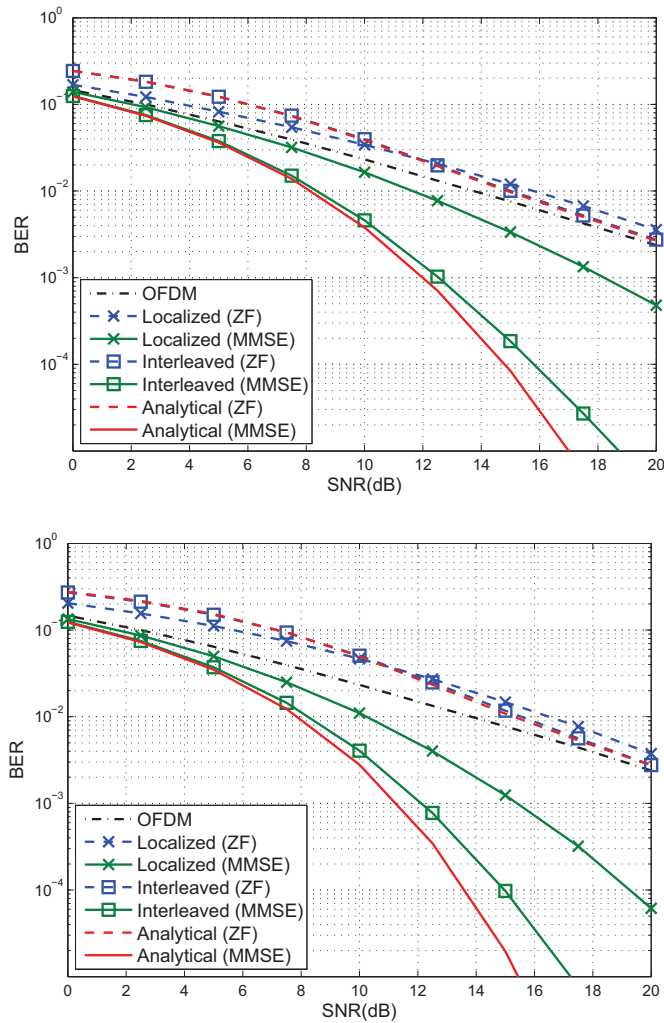 10^0
10^-1
10^-2
10^-3
10^-4
BER
OFDM
Localized (ZF)
Localized (MMSE)
Interleaved (ZF)
Interleaved (MMSE)
Analytical (ZF)
Analytical (MMSE)
0 2 4 6 8 10 12 14 16 18 20
SNR(dB)
10^0
10^-1
10^-2
10^-3
10^-4
BER
OFDM
Localized (ZF)
Localized (MMSE)
Interleaved (ZF)
Interleaved (MMSE)
Analytical (ZF)
Analytical (MMSE)
0 2 4 6 8 10 12 14 16 18 20
SNR(dB)